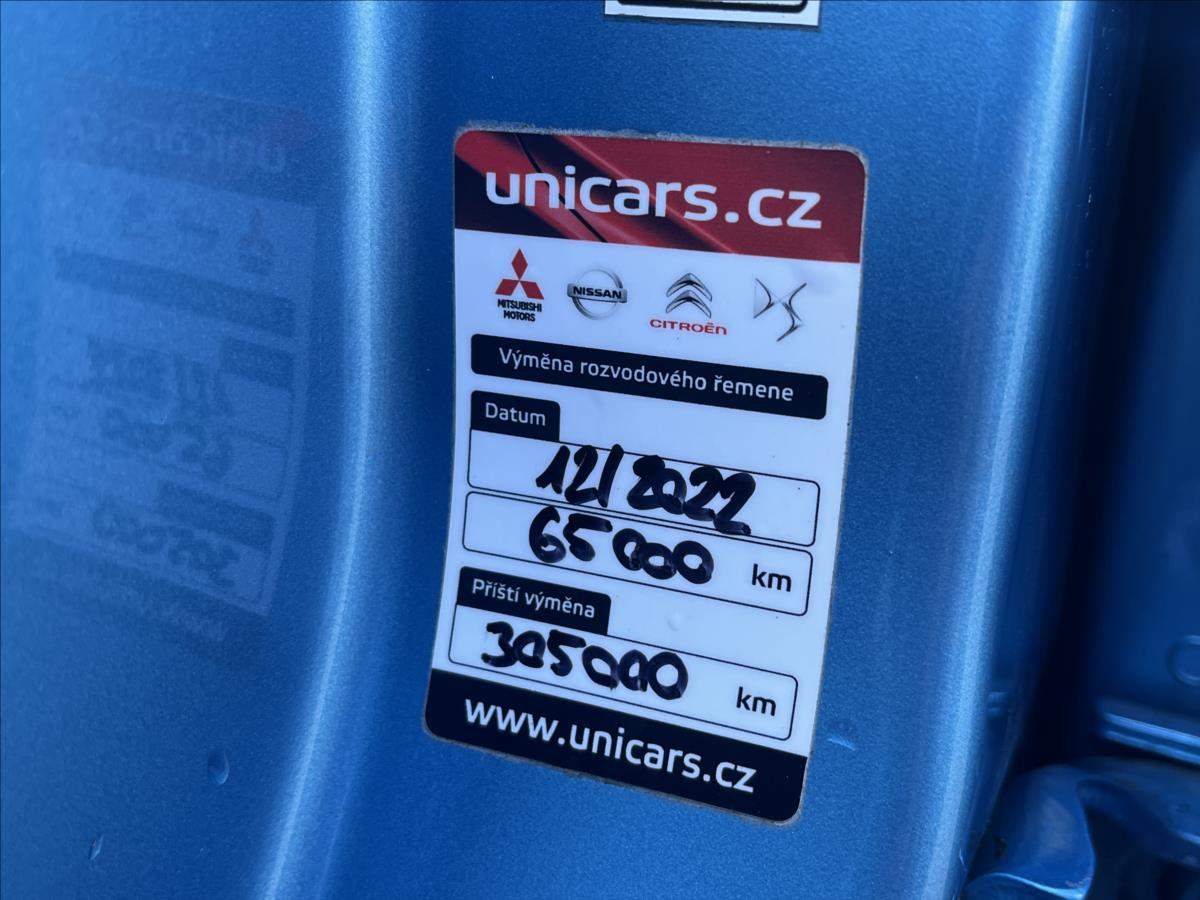 unicars.cz
MITSUBISHI
MOTORS
NISSAN
CITROËN
DS
Výměna rozvodového řemene
Datum
12/2022
65000 km
Příští výměna
305000 km
www.unicars.cz